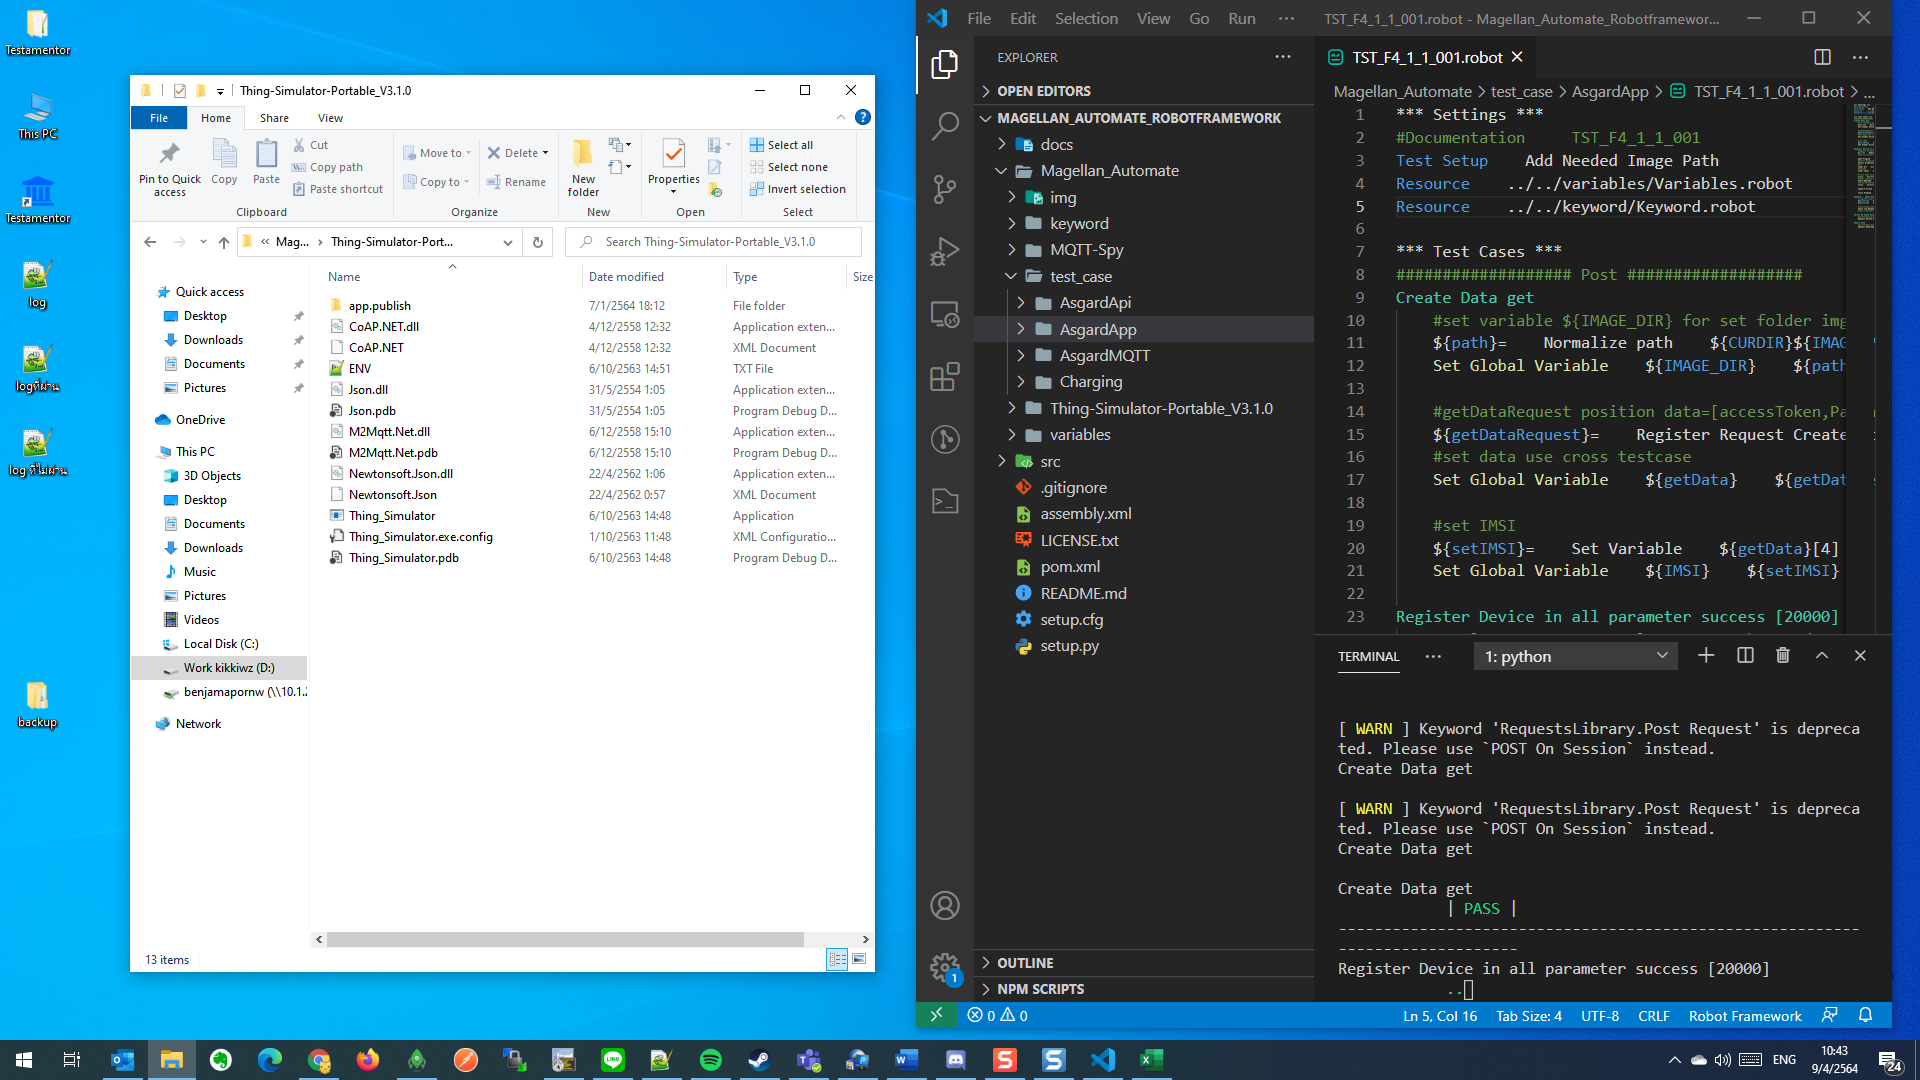 Testamentor
This PC
Testamentor
log
logที่ผ่าน
log ที่ไม่ผ่าน
backup
Thing-Simulator-Portable_V3.1.0
File
Home
Share
View
Pin to Quick access
Copy
Paste
Cut
Copy path
Paste shortcut
Clipboard
Move to
Copy to
Delete
Rename
Organize
New folder
New
Properties
Open
Select all
Select none
Invert selection
Select
« Mag... › Thing-Simulator-Port...
Search Thing-Simulator-Portable_V3.1.0
Quick access
Desktop
Downloads
Documents
Pictures
OneDrive
This PC
3D Objects
Desktop
Documents
Downloads
Music
Pictures
Videos
Local Disk (C:)
Work kikkiwz (D:)
benjamapornw (\\10.1.2
Network
Name Date modified Type Size
app.publish 7/1/2564 18:12 File folder
CoAP.NET.dll 4/12/2558 12:32 Application exten...
CoAP.NET 4/12/2558 12:32 XML Document
ENV 6/10/2563 14:51 TXT File
Json.dll 31/5/2554 1:05 Application exten...
Json.pdb 31/5/2554 1:05 Program Debug D...
M2Mqtt.Net.dll 6/12/2558 15:10 Application exten...
M2Mqtt.Net.pdb 6/12/2558 15:10 Program Debug D...
Newtonsoft.Json.dll 22/4/2562 1:06 Application exten...
Newtonsoft.Json 22/4/2562 0:57 XML Document
Thing_Simulator 6/10/2563 14:48 Application
Thing_Simulator.exe.config 1/10/2563 11:48 XML Configuratio...
Thing_Simulator.pdb 6/10/2563 14:48 Program Debug D...
13 items
File Edit Selection View Go Run ··· TST_F4_1_1_001.robot - Magellan_Automate_Robotframewor...
EXPLORER
OPEN EDITORS
MAGELLAN_AUTOMATE_ROBOTFRAMEWORK
docs
Magellan_Automate
img
keyword
MQTT-Spy
test_case
AsgardApi
AsgardApp
AsgardMQTT
Charging
Thing-Simulator-Portable_V3.1.0
variables
src
.gitignore
assembly.xml
LICENSE.txt
pom.xml
README.md
setup.cfg
setup.py
OUTLINE
NPM SCRIPTS
1
TST_F4_1_1_001.robot
Magellan_Automate > test_case > AsgardApp > TST_F4_1_1_001.robot > ...
1 *** Settings ***
2 #Documentation TST_F4_1_1_001
3 Test Setup Add Needed Image Path
4 Resource ../../variables/Variables.robot
5 Resource ../../keyword/Keyword.robot
6
7 *** Test Cases ***
8 ################### Post ###################
9 Create Data get
10 #set variable ${IMAGE_DIR} for set folder img
11 ${path}= Normalize path ${CURDIR}${IMAG
12 Set Global Variable ${IMAGE_DIR} ${path
13
14 #getDataRequest position data=[accessToken,Pa
15 ${getDataRequest}= Register Request Create
16 #set data use cross testcase
17 Set Global Variable ${getData} ${getDat
18
19 #set IMSI
20 ${setIMSI}= Set Variable ${getData}[4]
21 Set Global Variable ${IMSI} ${setIMSI}
22
23 Register Device in all parameter success [20000]
TERMINAL ··· 1: python
[ WARN ] Keyword 'RequestsLibrary.Post Request' is depreca
ted. Please use `POST On Session` instead.
Create Data get
[ WARN ] Keyword 'RequestsLibrary.Post Request' is depreca
ted. Please use `POST On Session` instead.
Create Data get
Create Data get
| PASS |
------------------------------------------------------------
--------------------
Register Device in all parameter success [20000]
..
0 0 Ln 5, Col 16 Tab Size: 4 UTF-8 CRLF Robot Framework
ENG
10:43
9/4/2564
24